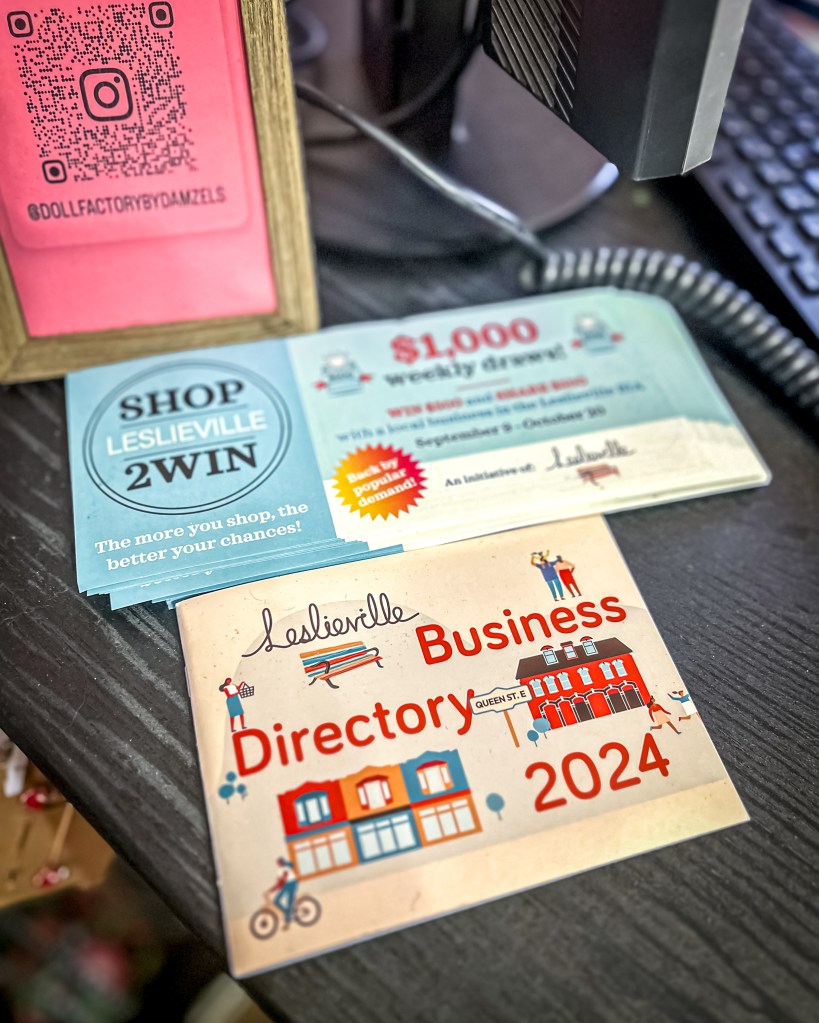 @DOLLFACTORYBYDAMZELS
SHOP
LESLIEVILLE
2WIN
The more you shop, the
better your chances!
$1,000
weekly draws!
WIN $500 and SHARE $500
with a local business in the Leslieville BIA
September 9 - October 20
Back by
popular
demand!
An initiative of: Leslieville
Leslieville
Business
Directory
QUEEN ST. E
2024